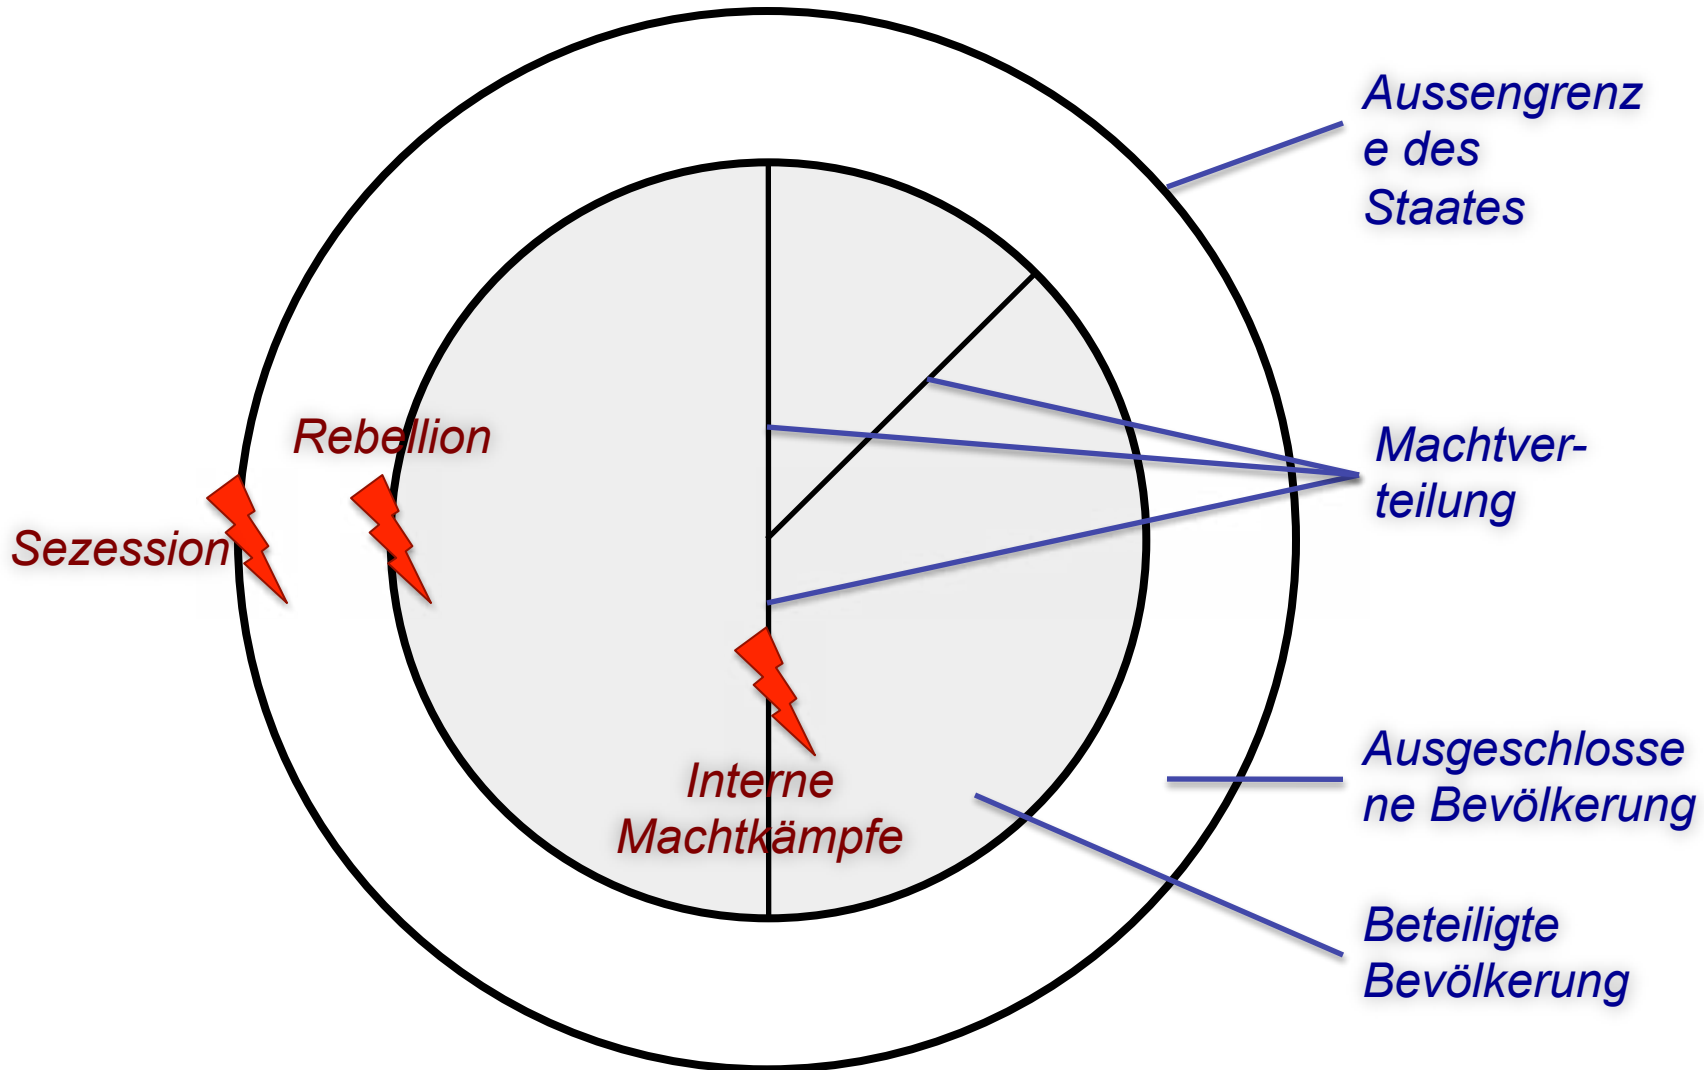 Aussengrenz
e des
Staates
Rebellion
Machtver-
teilung
Sezession
Interne
Machtkämpfe
Ausgeschlosse
ne Bevölkerung
Beteiligte
Bevölkerung